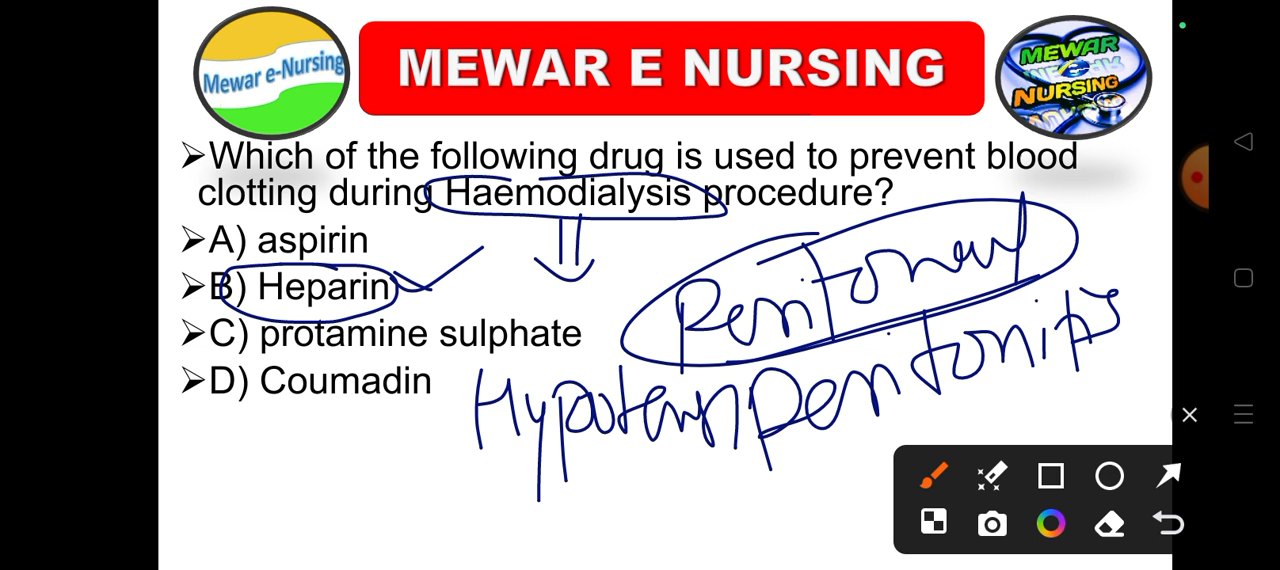 Mewar e-Nursing
MEWAR E NURSING
MEWAR
NURSING
➢Which of the following drug is used to prevent blood
clotting during Haemodialysis procedure?
➢A) aspirin
➢B) Heparin
➢C) protamine sulphate
➢D) Coumadin
Peritoneal
Peritonitis